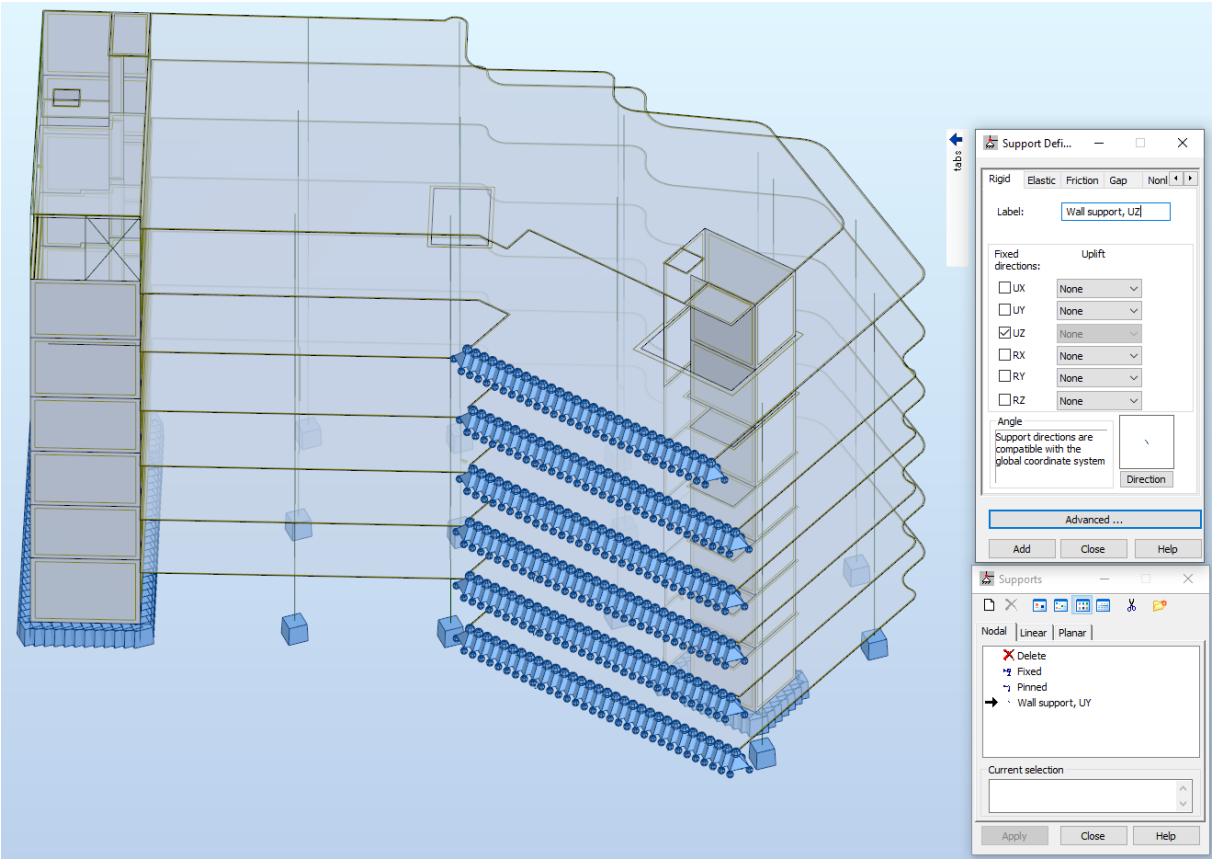 tabs
Support Defi...
Rigid Elastic Friction Gap Nonl
Label: Wall support, UZ
Fixed directions: Uplift
UX None
UY None
UZ None
RX None
RY None
RZ None
Angle
Support directions are
compatible with the
global coordinate system
Direction
Advanced ...
Add Close Help
Supports
Nodal Linear Planar
Delete
Fixed
Pinned
Wall support, UY
Current selection
Apply Close Help